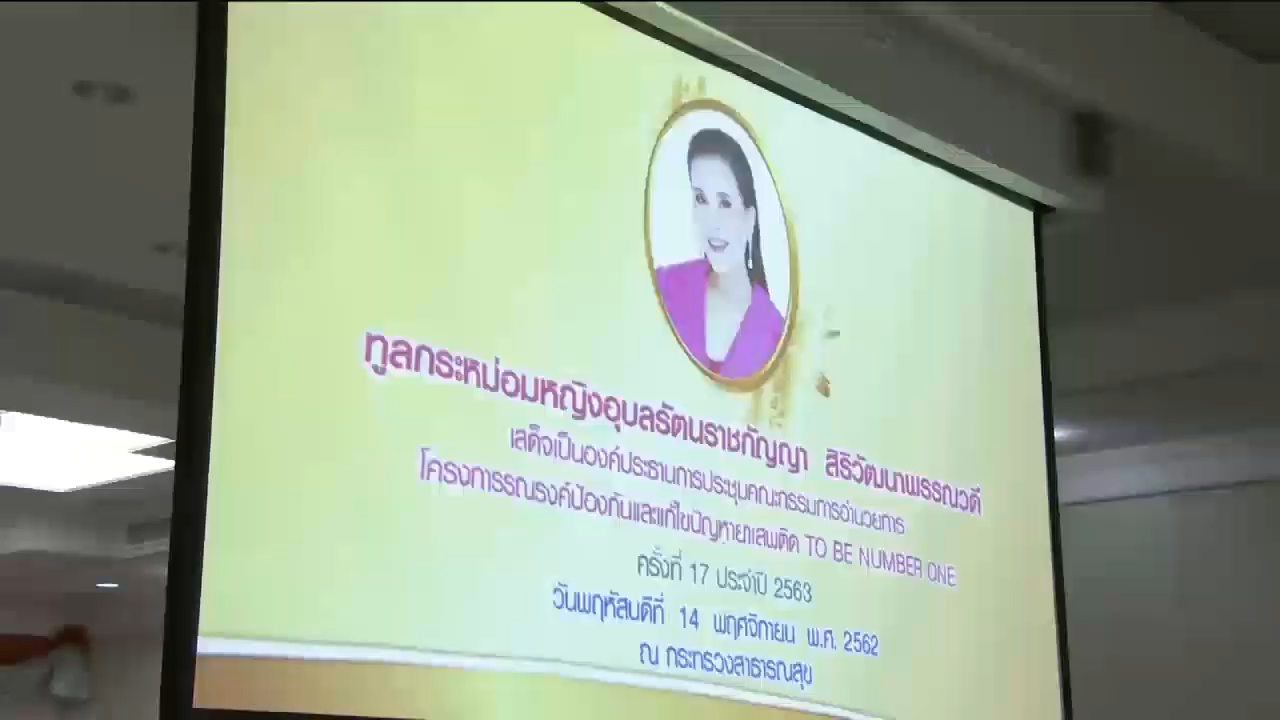 ทูลกระหม่อมหญิงอุบลรัตนราชกัญญา สิริวัฒนาพรรณวดี
เสด็จเป็นองค์ประธานการประชุมคณะกรรมการอำนวยการ
โครงการรณรงค์ป้องกันและแก้ไขปัญหายาเสพติด TO BE NUMBER ONE
ครั้งที่ 17 ประจำปี 2563
วันพฤหัสบดีที่ 14 พฤศจิกายน พ.ศ. 2562
ณ กระทรวงสาธารณสุข